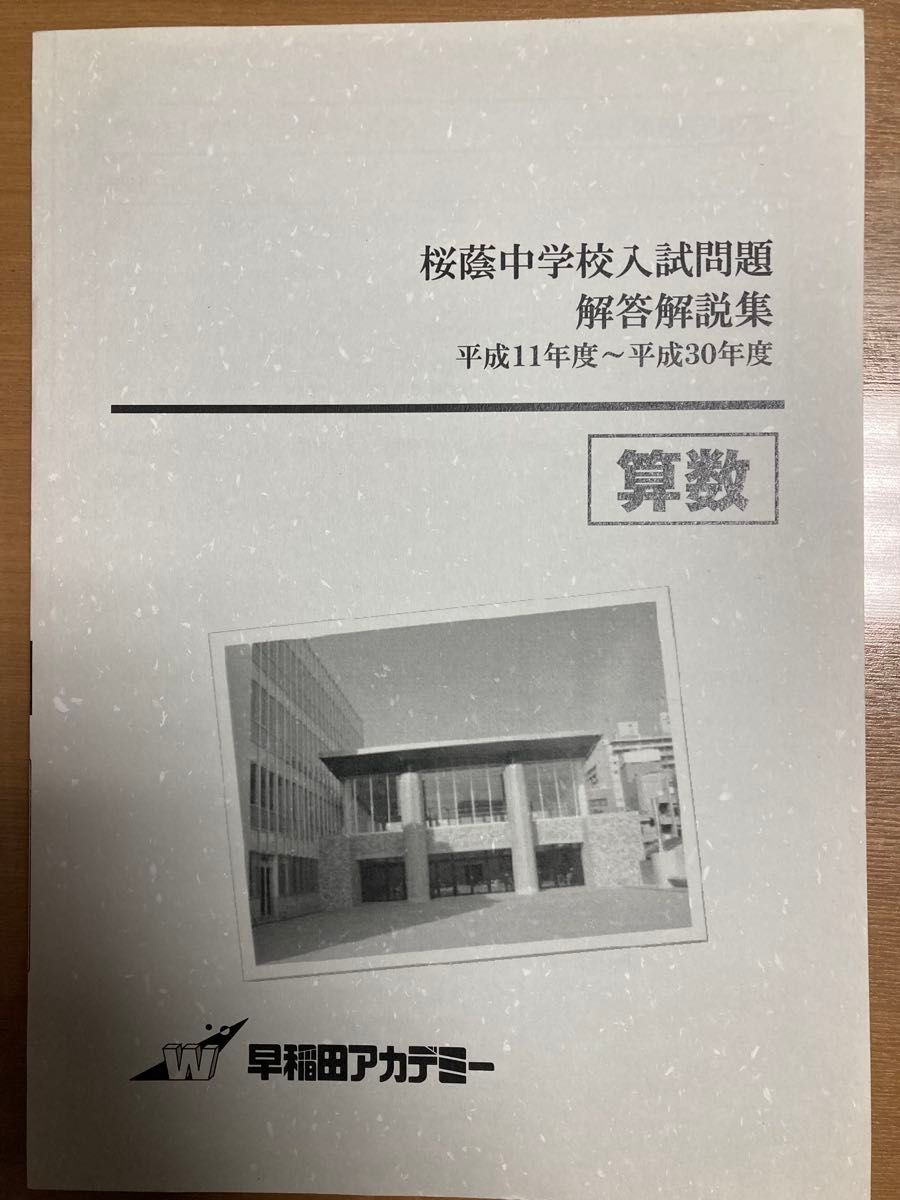 桜蔭中学校入試問題
解答解説集
平成11年度～平成30年度
算数
W 早稲田アカデミー